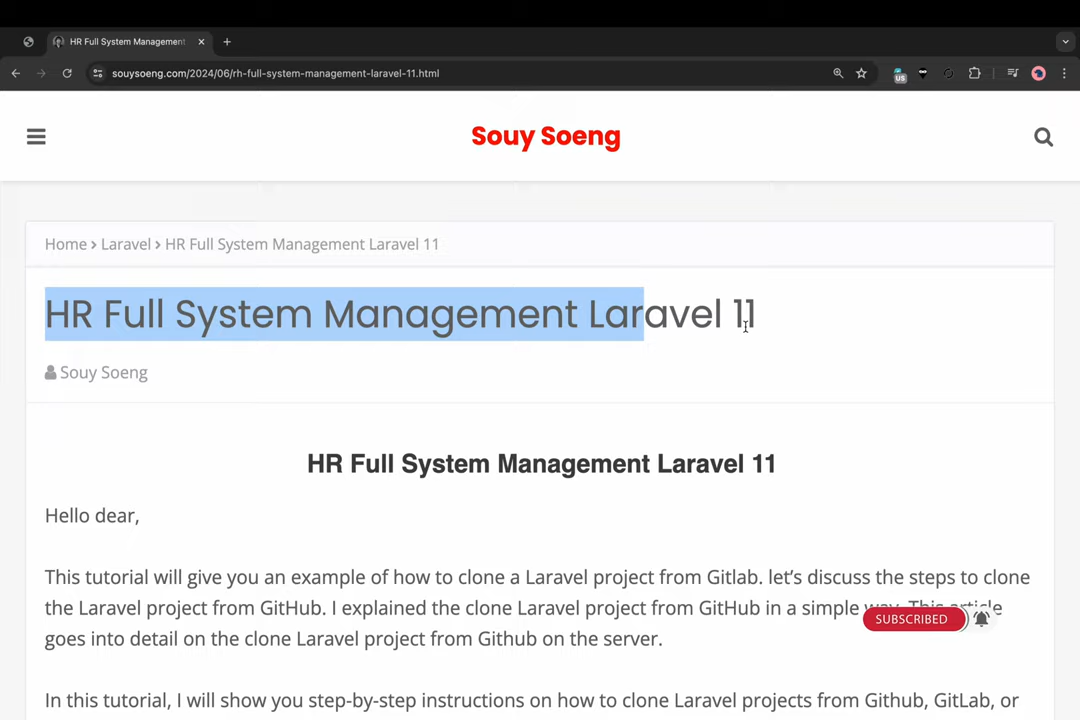 HR Full System Management
souysoeng.com/2024/06/rh-full-system-management-laravel-11.html
US
Souy Soeng
Home > Laravel > HR Full System Management Laravel 11
HR Full System Management Laravel 11
Souy Soeng
HR Full System Management Laravel 11
Hello dear,
This tutorial will give you an example of how to clone a Laravel project from Gitlab. let’s discuss the steps to clone
the Laravel project from GitHub. I explained the clone Laravel project from GitHub in a simple way. This article
SUBSCRIBED
goes into detail on the clone Laravel project from Github on the server.
In this tutorial, I will show you step-by-step instructions on how to clone Laravel projects from Github, GitLab, or